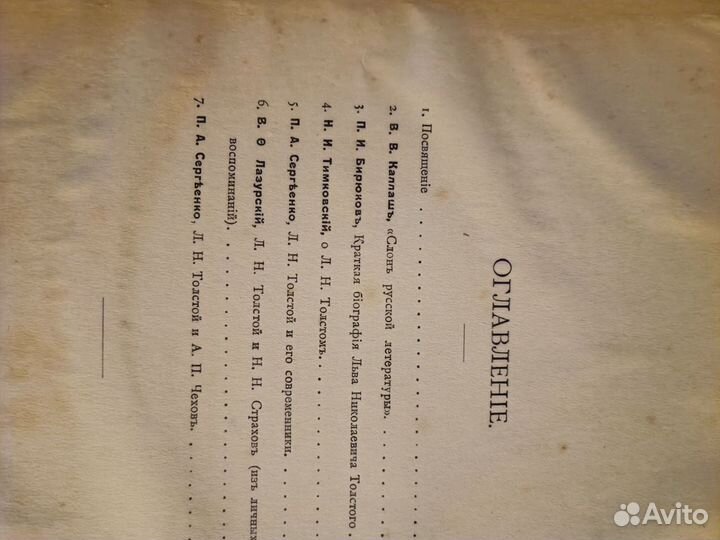 ОГЛАВЛЕНІЕ.
1. Посвященіе . . . . . . . . . . . . . . . . . . . .
2. В. В. Каллашъ, «Слонъ русской летературы». . . . . . .
3. П. И. Бирюковъ, Краткая біографія Льва Николаевича Толстого .
4. Н. И. Тимковскій, о Л. Н. Толстомъ. . . . . . . . . . .
5. П. А. Сергѣенко, Л. Н. Толстой и его современники. . . . .
6. В. Ѳ Лазурскій, Л. Н. Толстой и Н. Н. Страховъ (изъ личныхъ
воспоминаній). . . . . . . . . . . . . . . . . .
7. П. А. Сергѣенко, Л. Н. Толстой и А. П. Чеховъ. . . . . .
Avito